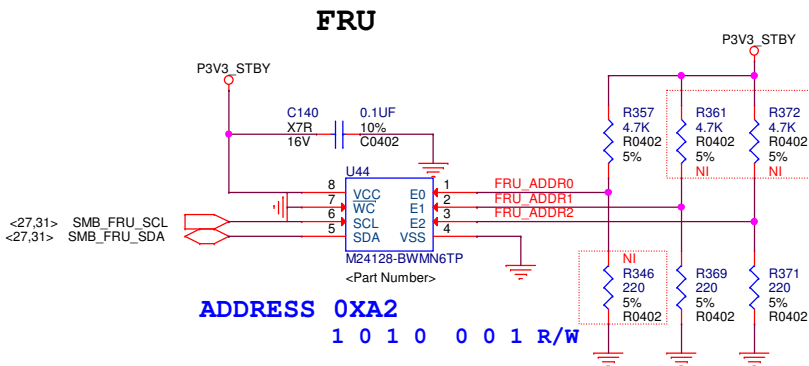 FRU
P3V3_STBY
P3V3_STBY
C140 0.1UF
X7R 10%
16V C0402
R357
4.7K
R0402
5%
R361
4.7K
R0402
5%
NI
R372
4.7K
R0402
5%
NI
U44
8 VCC E0 1 FRU_ADDR0
7 WC E1 2 FRU_ADDR1
6 SCL E2 3 FRU_ADDR2
5 SDA VSS 4
<27,31> SMB_FRU_SCL
<27,31> SMB_FRU_SDA
M24128-BWMN6TP
<Part Number>
NI
R346
220
5%
R0402
R369
220
5%
R0402
R371
220
5%
R0402
ADDRESS 0XA2
1 0 1 0 0 0 1 R/W